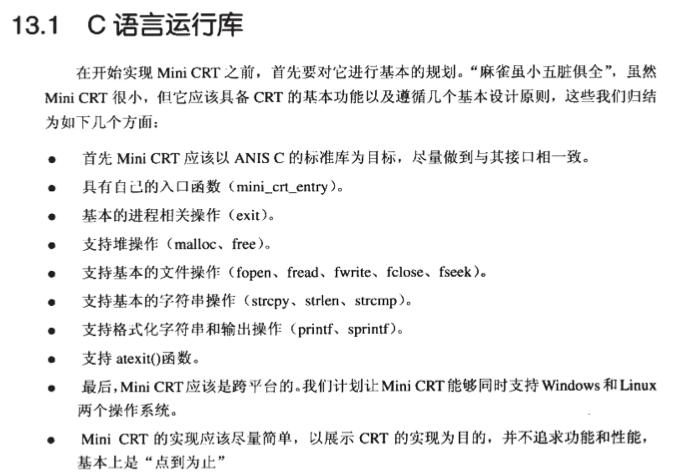 13.1 C 语言运行库
在开始实现 Mini CRT 之前，首先要对它进行基本的规划。“麻雀虽小五脏俱全”，虽然
Mini CRT 很小，但它应该具备 CRT 的基本功能以及遵循几个基本设计原则，这些我们归结
为如下几个方面：
● 首先 Mini CRT 应该以 ANIS C 的标准库为目标，尽量做到与其接口相一致。
● 具有自己的入口函数（mini_crt_entry）。
● 基本的进程相关操作（exit）。
● 支持堆操作（malloc、free）。
● 支持基本的文件操作（fopen、fread、fwrite、fclose、fseek）。
● 支持基本的字符串操作（strcpy、strlen、strcmp）。
● 支持格式化字符串和输出操作（printf、sprintf）。
● 支持 atexit()函数。
● 最后，Mini CRT 应该是跨平台的。我们计划让 Mini CRT 能够同时支持 Windows 和 Linux
两个操作系统。
● Mini CRT 的实现应该尽量简单，以展示 CRT 的实现为目的，并不追求功能和性能，
基本上是“点到为止”